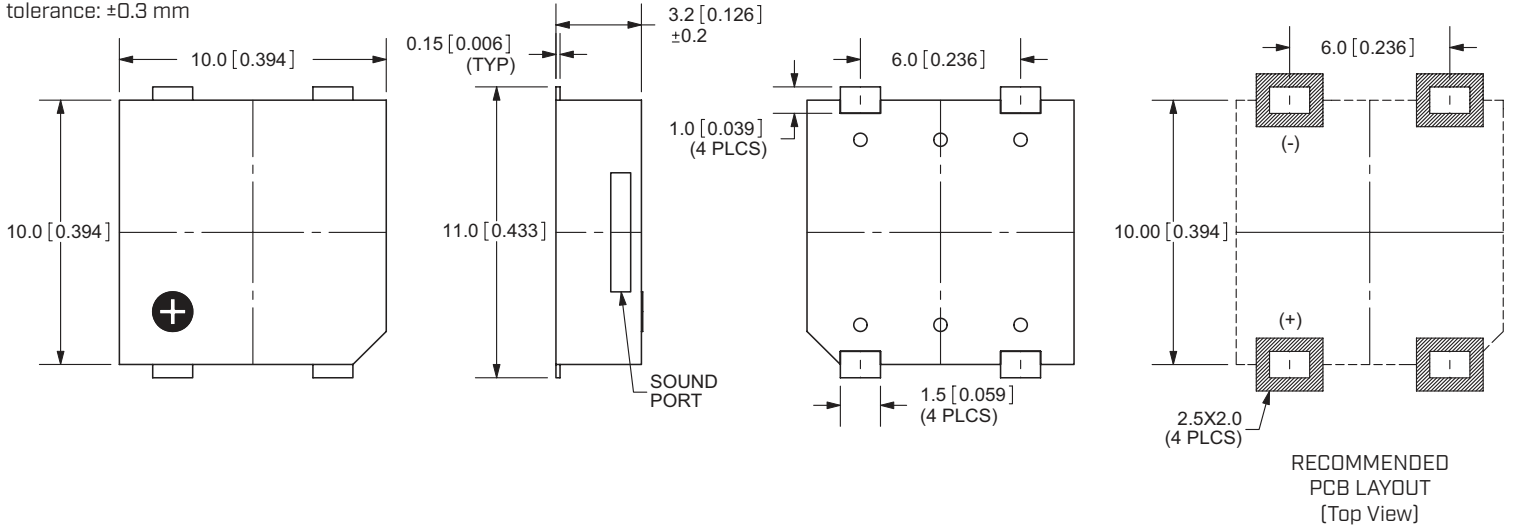 tolerance: ±0.3 mm
10.0 [0.394]
10.0 [0.394]
0.15 [0.006]
(TYP)
3.2 [0.126]
±0.2
11.0 [0.433]
SOUND
PORT
6.0 [0.236]
1.0 [0.039]
(4 PLCS)
1.5 [0.059]
(4 PLCS)
6.0 [0.236]
(-)
10.00 [0.394]
(+)
2.5X2.0
(4 PLCS)
RECOMMENDED
PCB LAYOUT
(Top View)